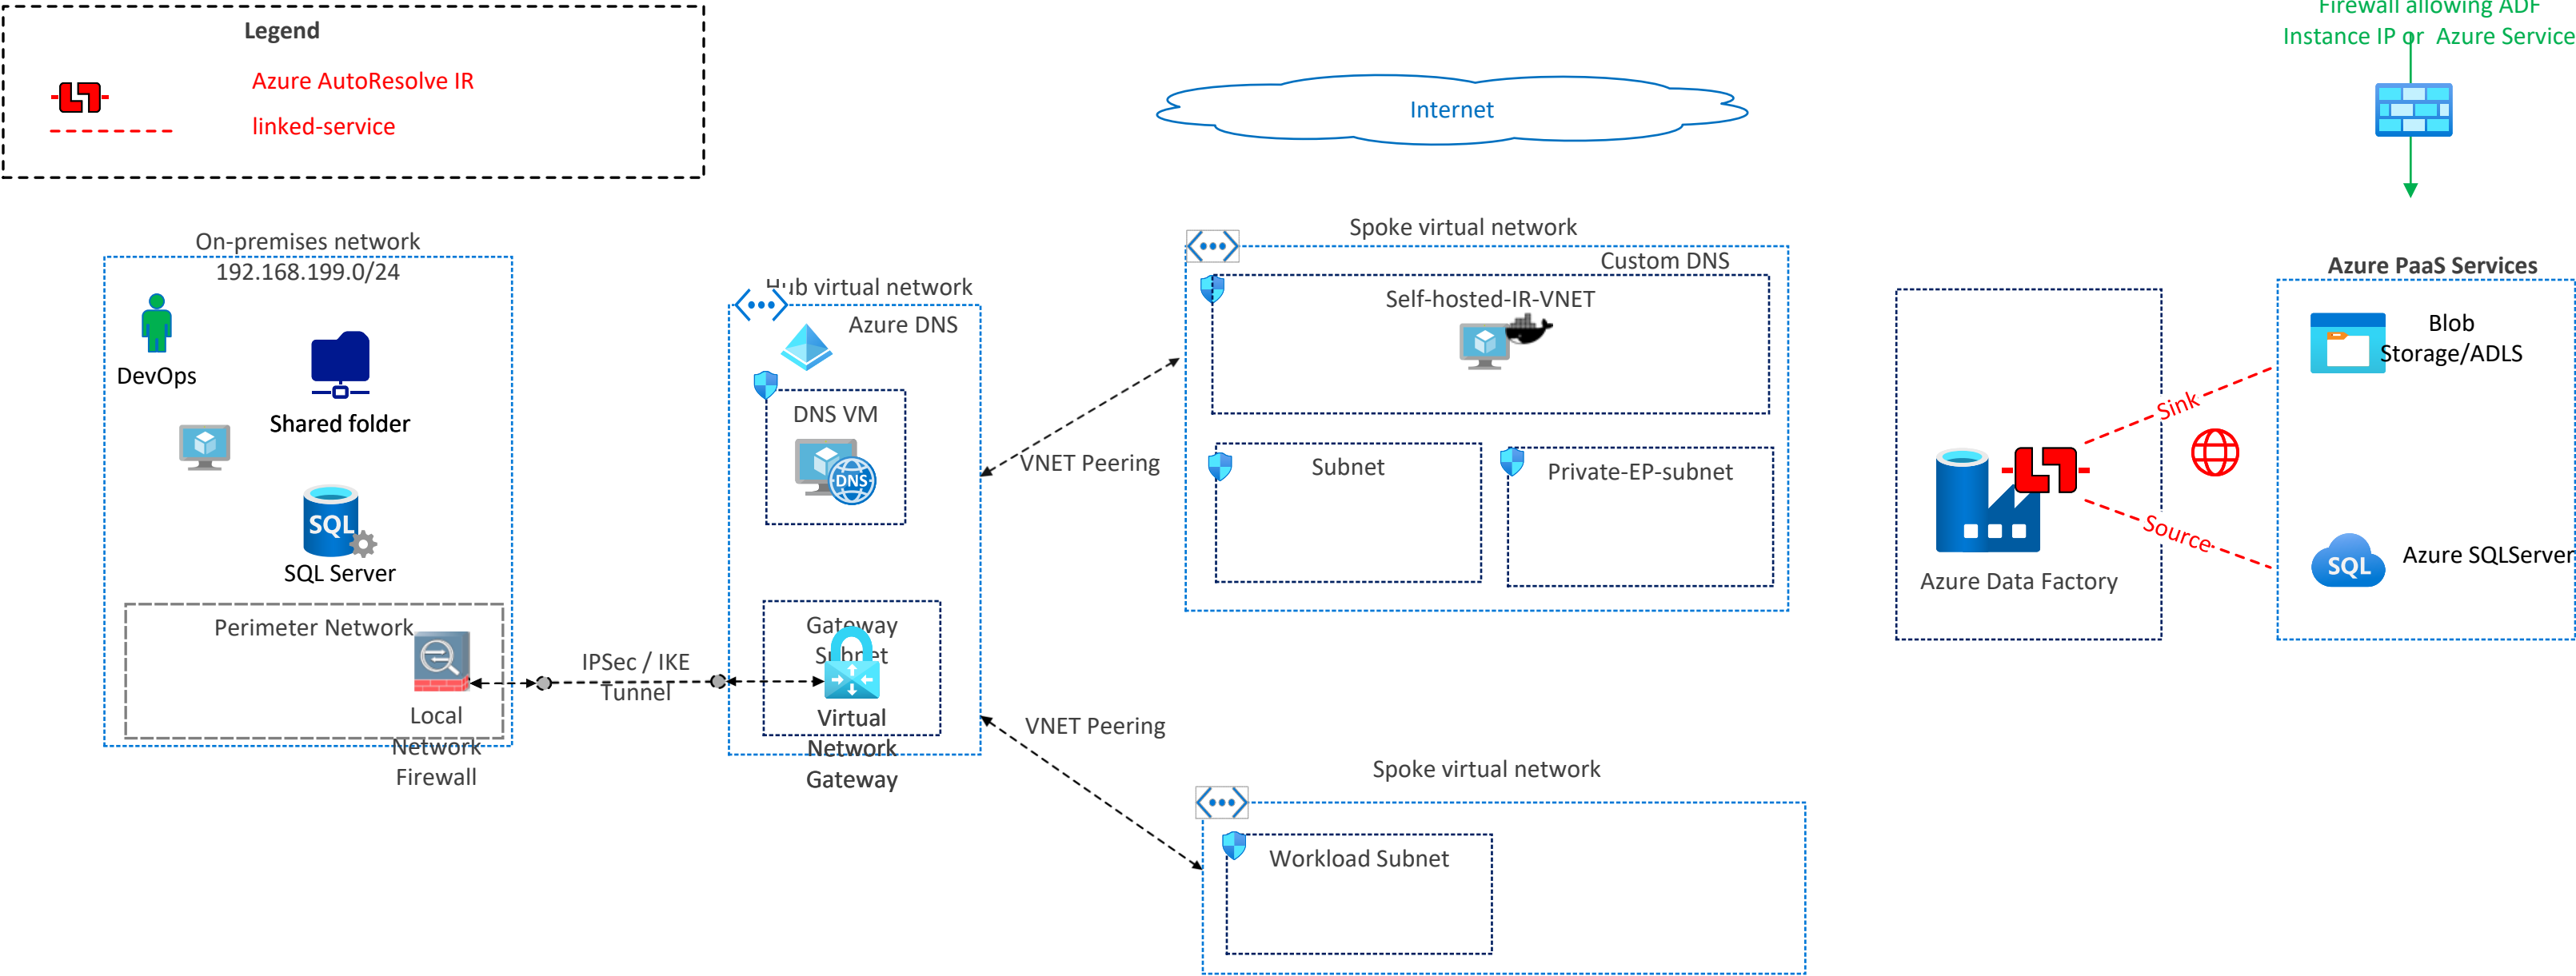 Legend
Azure AutoResolve IR
linked-service
Firewall allowing ADF
Instance IP or Azure Service
Internet
On-premises network
192.168.199.0/24
DevOps
Shared folder
SQL
SQL Server
Perimeter Network
Local
Network
Firewall
IPSec / IKE
Tunnel
Hub virtual network
Azure DNS
DNS VM
DNS
Gateway
Subnet
Virtual
Network
Gateway
VNET Peering
VNET Peering
Spoke virtual network
Custom DNS
Self-hosted-IR-VNET
Subnet
Private-EP-subnet
Spoke virtual network
Workload Subnet
Azure Data Factory
Sink
Source
Azure PaaS Services
Blob
Storage/ADLS
SQL
Azure SQLServer